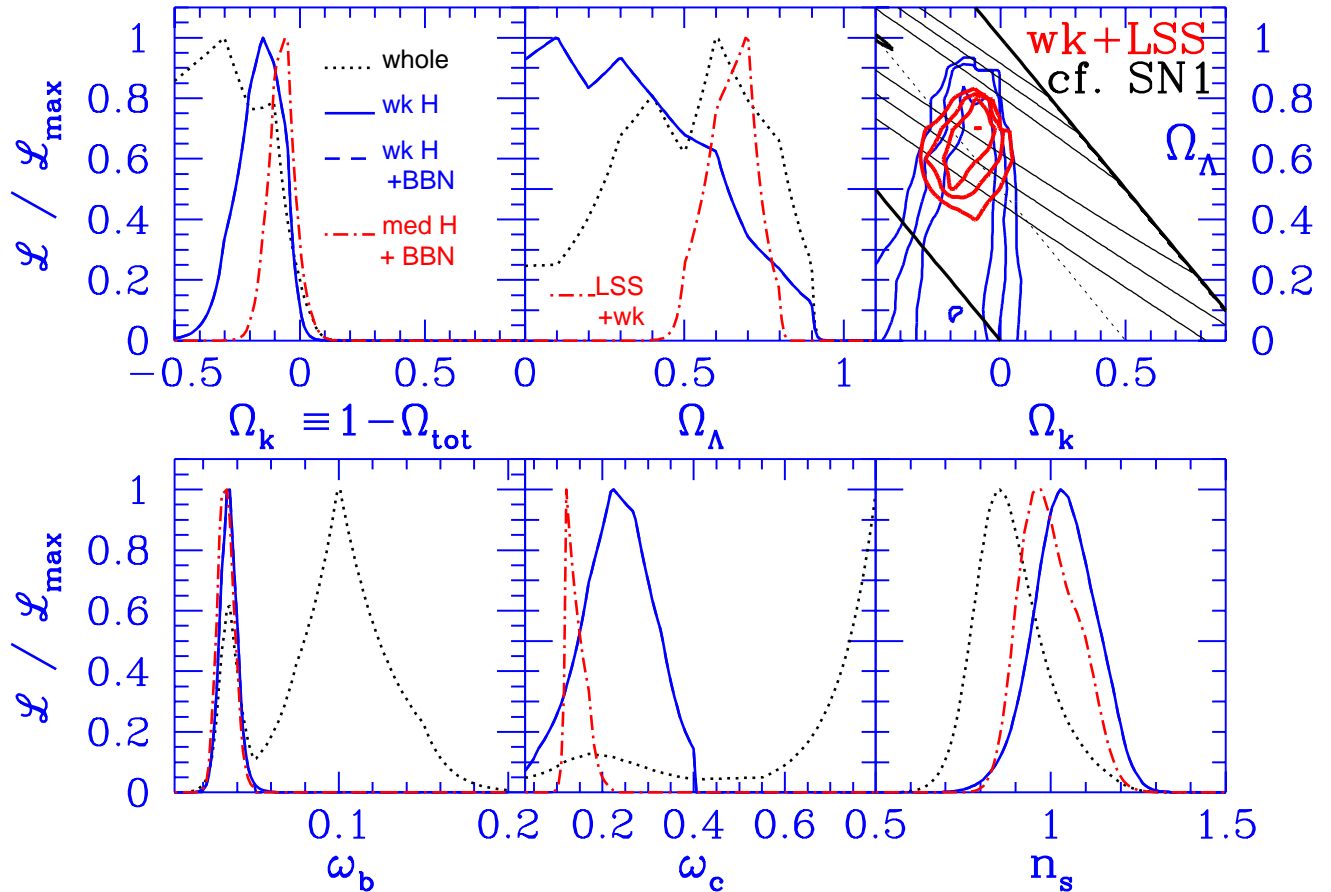 1
0.8
0.6
0.4
0.2
0
ℒ / ℒmax
whole
wk H
wk H
+BBN
med H
+ BBN
−0.5 0 0.5
Ωk ≡ 1−Ωtot
LSS
+wk
0 0.5 1
ΩΛ
wk+LSS
cf. SN1
ΩΛ
1
0.8
0.6
0.4
0.2
0
0 0.5
Ωk
1
0.8
0.6
0.4
0.2
0
ℒ / ℒmax
0.1 0.2
ωb
0.2 0.4 0.6
ωc
0.5 1 1.5
ns